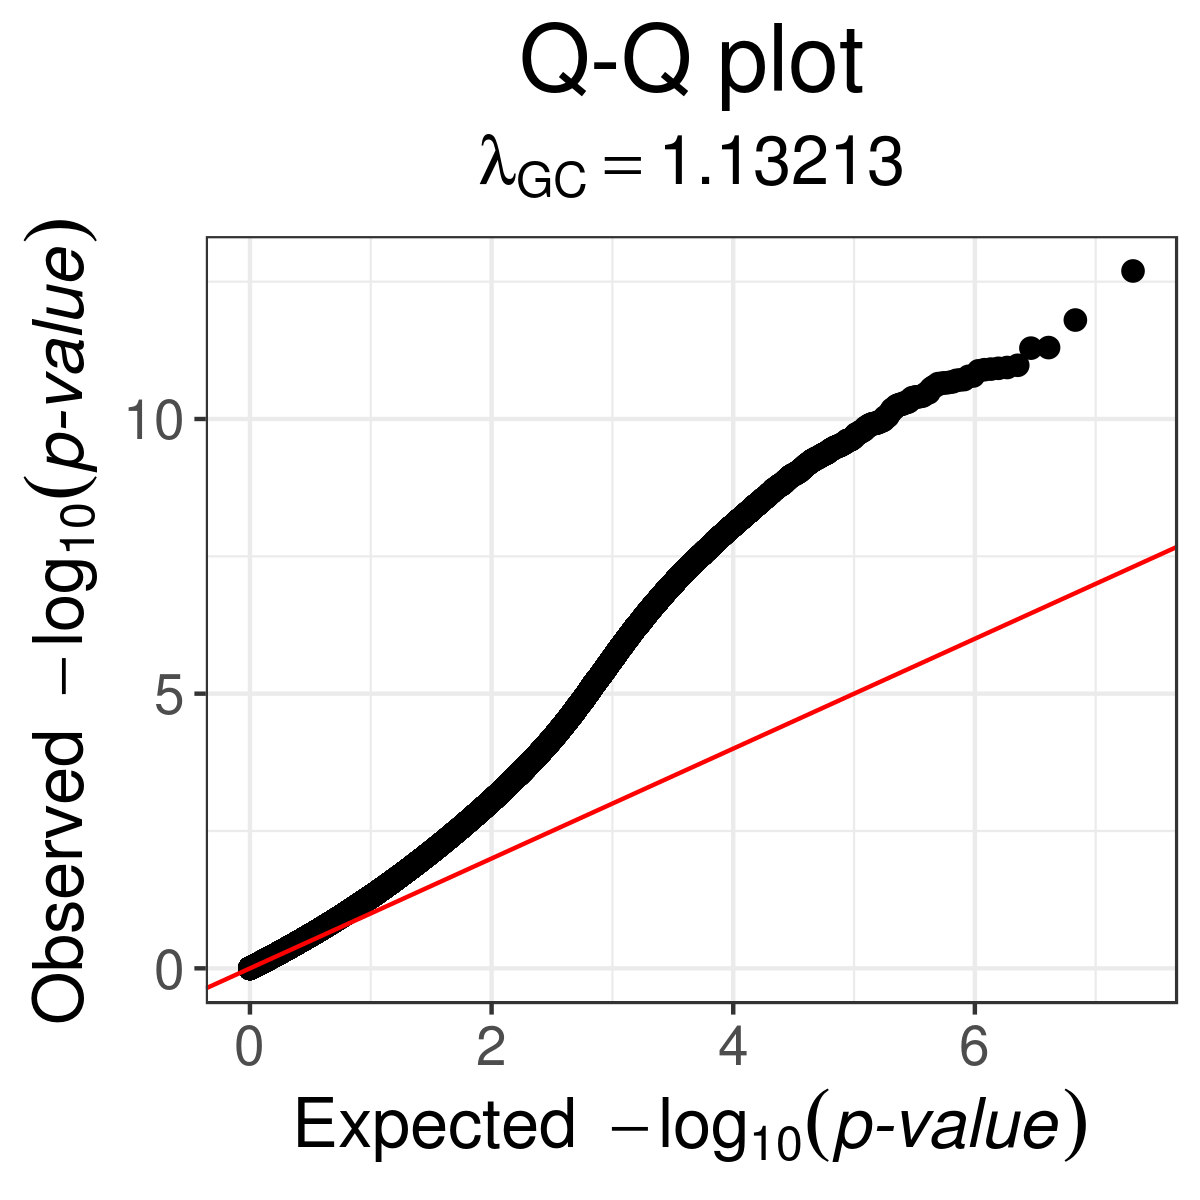 Q-Q plot
λGC = 1.13213
Observed −log10(p-value)
10
5
0
0 2 4 6
Expected −log10(p-value)